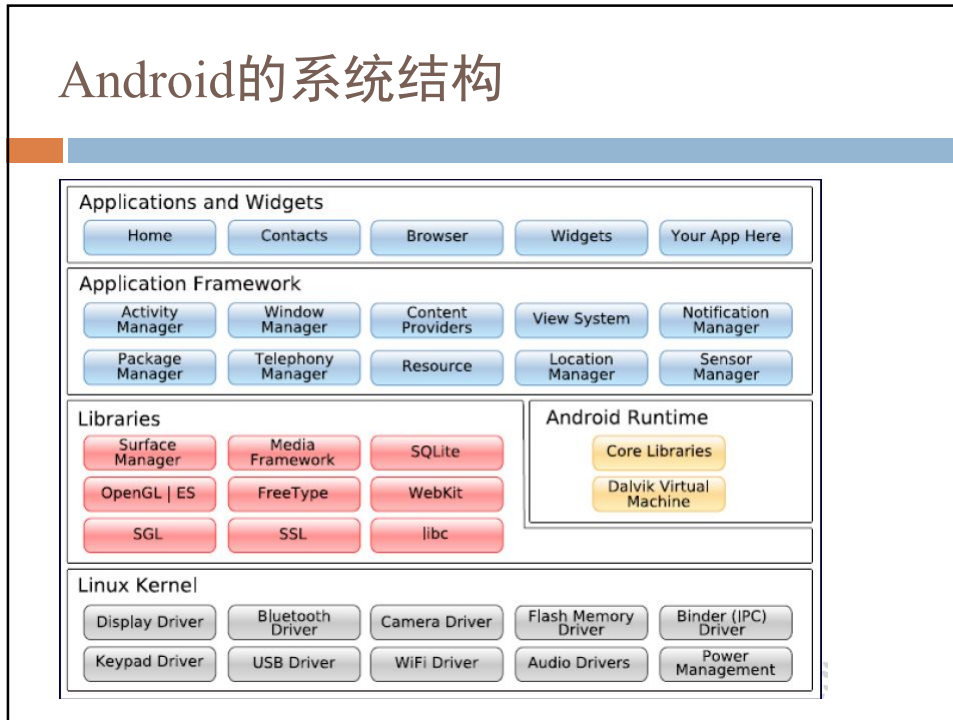 Android的系统结构
Applications and Widgets
Home Contacts Browser Widgets Your App Here
Application Framework
Activity Manager
Window Manager
Content Providers
View System
Notification Manager
Package Manager
Telephony Manager
Resource
Location Manager
Sensor Manager
Libraries
Surface Manager
Media Framework
SQLite
OpenGL | ES
FreeType
WebKit
SGL
SSL
libc
Android Runtime
Core Libraries
Dalvik Virtual Machine
Linux Kernel
Display Driver
Bluetooth Driver
Camera Driver
Flash Memory Driver
Binder (IPC) Driver
Keypad Driver
USB Driver
WiFi Driver
Audio Drivers
Power Management